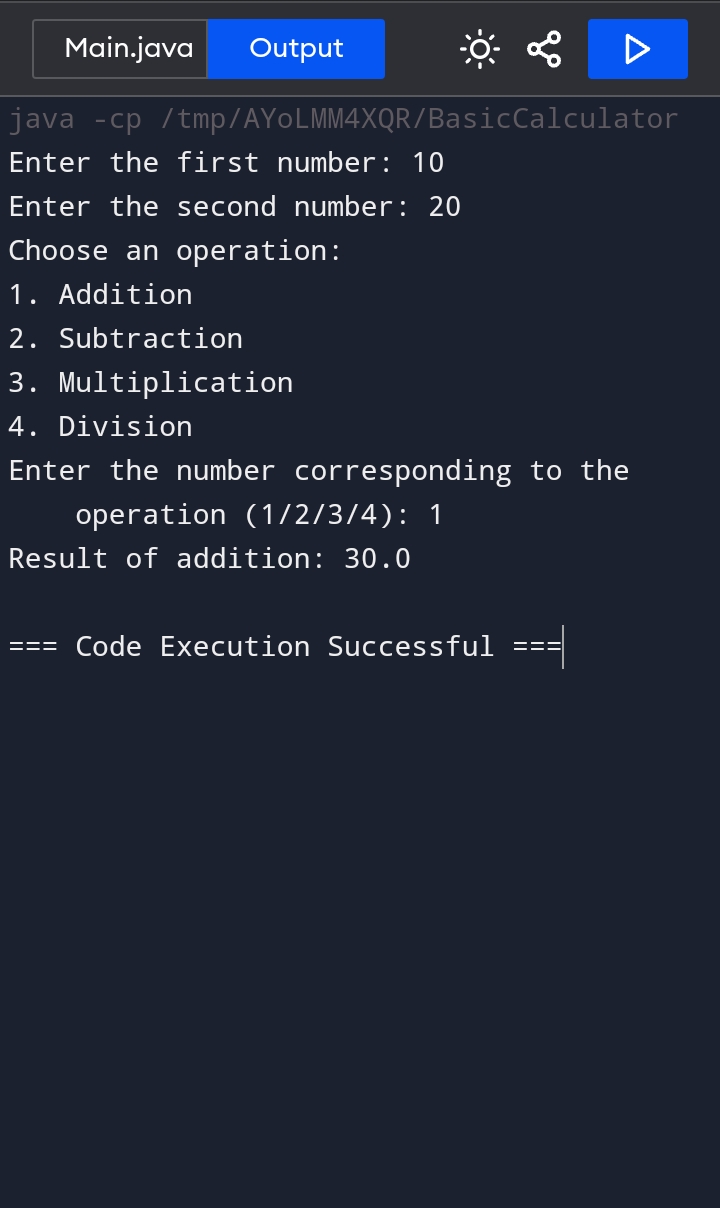 Main.java Output
java -cp /tmp/AYoLMM4XQR/BasicCalculator
Enter the first number: 10
Enter the second number: 20
Choose an operation:
1. Addition
2. Subtraction
3. Multiplication
4. Division
Enter the number corresponding to the
operation (1/2/3/4): 1
Result of addition: 30.0
=== Code Execution Successful ===